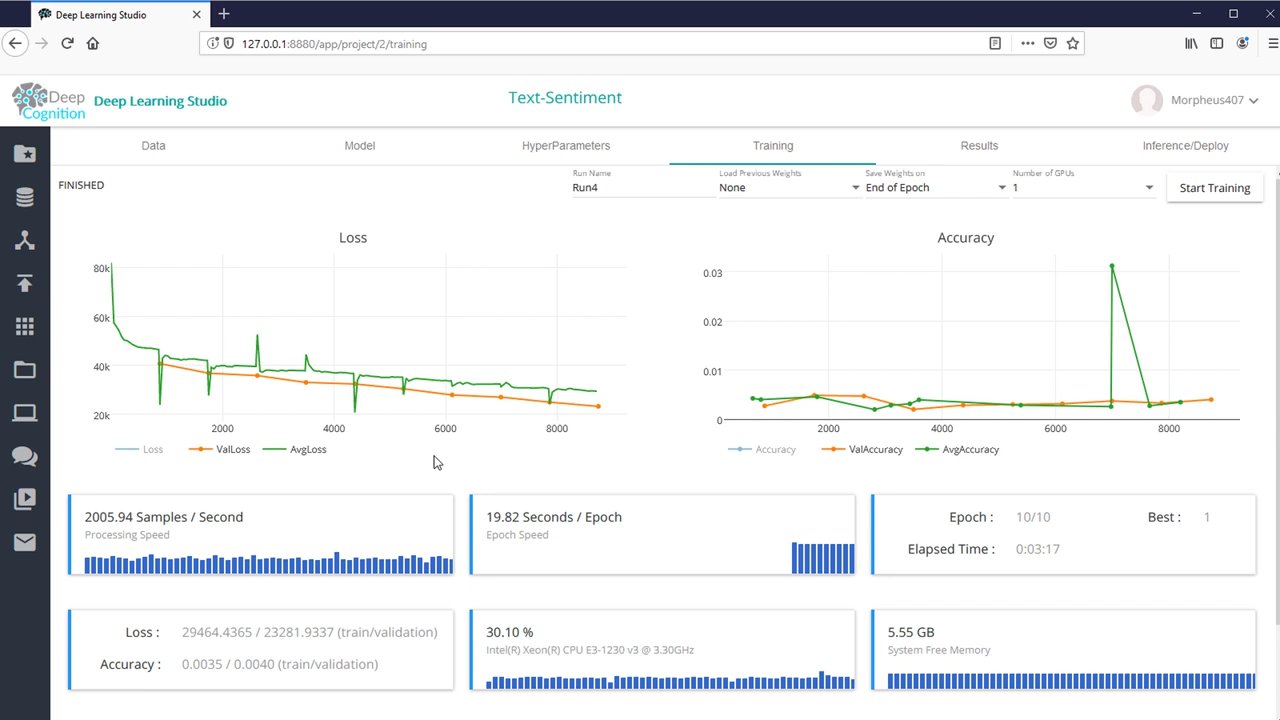 Deep Learning Studio
127.0.0.1:8880/app/project/2/training
Deep
Cognition
Deep Learning Studio
Text-Sentiment
Morpheus407
Data
Model
HyperParameters
Training
Results
Inference/Deploy
FINISHED
Run Name
Run4
Load Previous Weights
None
Save Weights on
End of Epoch
Number of GPUs
1
Start Training
Loss
80k
60k
40k
20k
2000 4000 6000 8000
Loss ValLoss AvgLoss
Accuracy
0.03
0.02
0.01
0
2000 4000 6000 8000
Accuracy ValAccuracy AvgAccuracy
2005.94 Samples / Second
Processing Speed
19.82 Seconds / Epoch
Epoch Speed
Epoch : 10/10 Best : 1
Elapsed Time : 0:03:17
Loss : 29464.4365 / 23281.9337 (train/validation)
Accuracy : 0.0035 / 0.0040 (train/validation)
30.10 %
Intel(R) Xeon(R) CPU E3-1230 v3 @ 3.30GHz
5.55 GB
System Free Memory